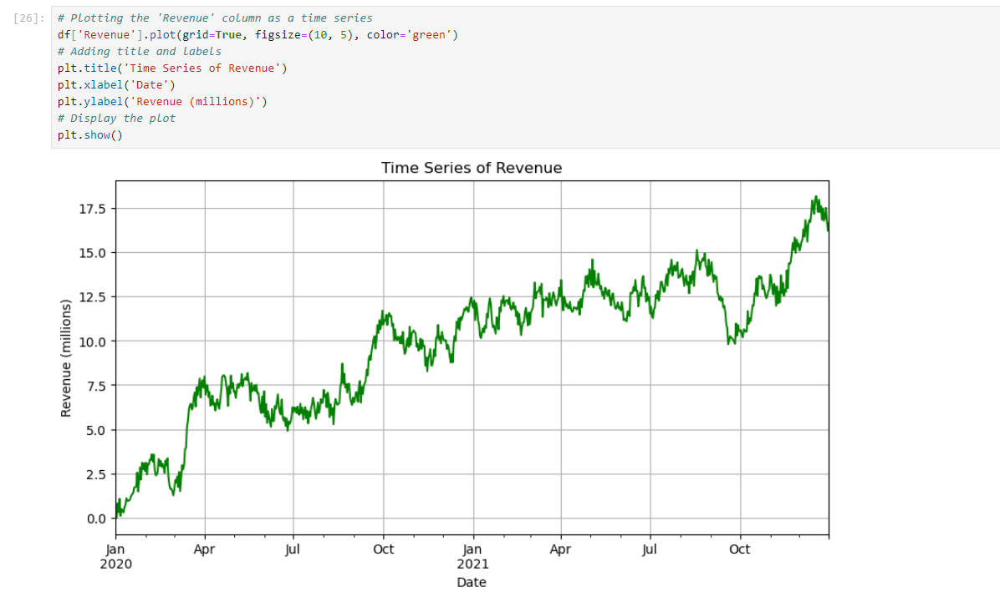 [26]: # Plotting the 'Revenue' column as a time series
df['Revenue'].plot(grid=True, figsize=(10, 5), color='green')
# Adding title and labels
plt.title('Time Series of Revenue')
plt.xlabel('Date')
plt.ylabel('Revenue (millions)')
# Display the plot
plt.show()
Time Series of Revenue
Revenue (millions)
17.5
15.0
12.5
10.0
7.5
5.0
2.5
0.0
Jan Apr Jul Oct Jan Apr Jul Oct
2020 2021
Date